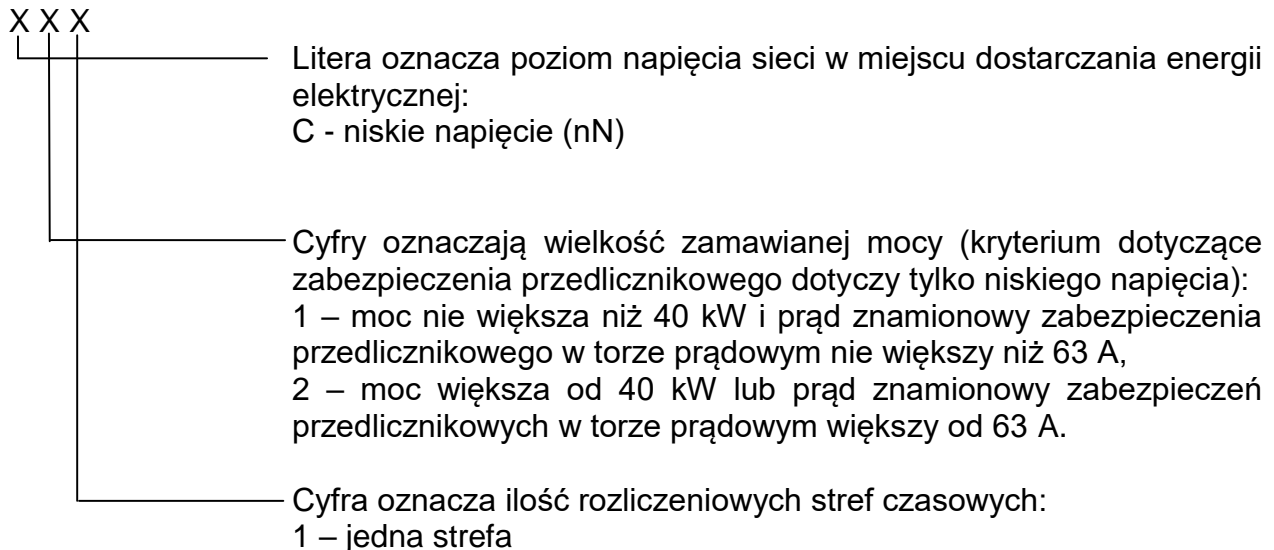 X X X
Litera oznacza poziom napięcia sieci w miejscu dostarczania energii
elektrycznej:
C - niskie napięcie (nN)
Cyfry oznaczają wielkość zamawianej mocy (kryterium dotyczące
zabezpieczenia przedlicznikowego dotyczy tylko niskiego napięcia):
1 – moc nie większa niż 40 kW i prąd znamionowy zabezpieczenia
przedlicznikowego w torze prądowym nie większy niż 63 A,
2 – moc większa od 40 kW lub prąd znamionowy zabezpieczeń
przedlicznikowych w torze prądowym większy od 63 A.
Cyfra oznacza ilość rozliczeniowych stref czasowych:
1 – jedna strefa